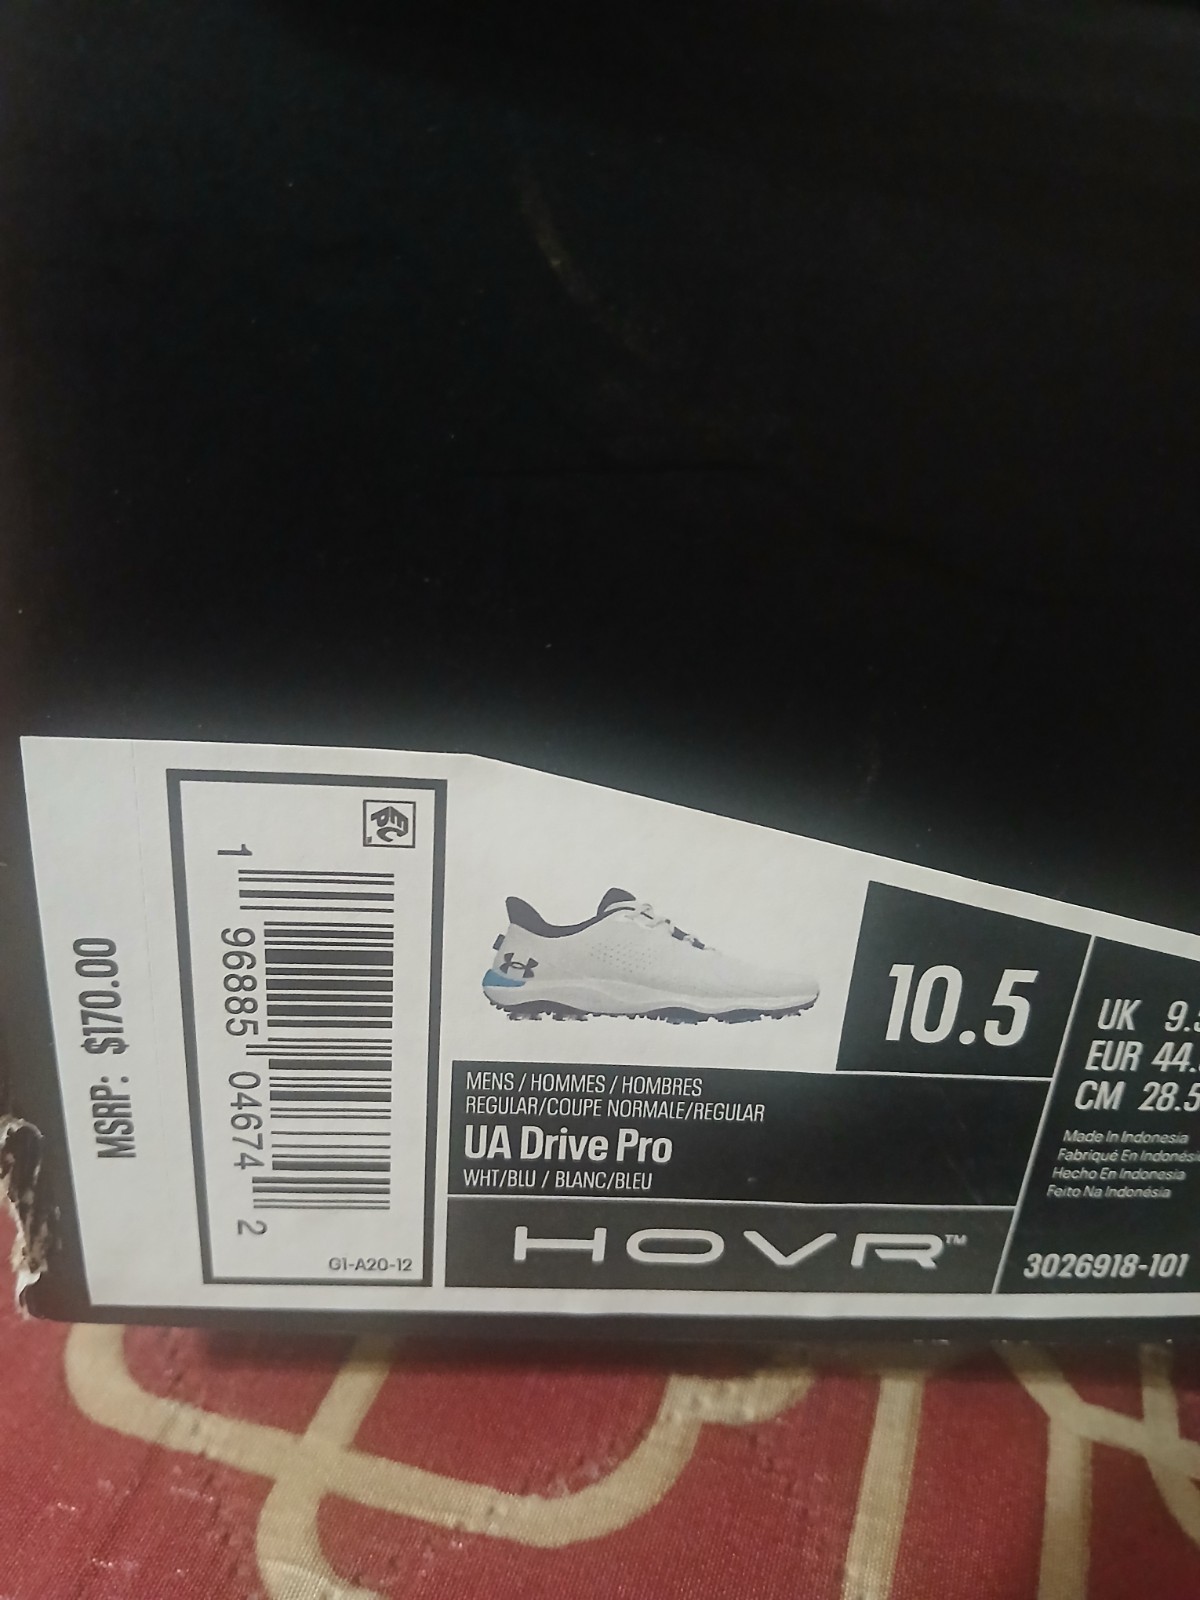 MSRP: $170.00
1 96885 04674 2
G1-A20-12
10.5
MENS / HOMMES / HOMBRES
REGULAR/COUPE NORMALE/REGULAR
UA Drive Pro
WHT/BLU / BLANC/BLEU
HOVR™
UK
EUR
CM 28.5
Made In Indonesia
Fabriqué En Indonésie
Hecho En Indonesia
Feito Na Indonésia
3026918-101